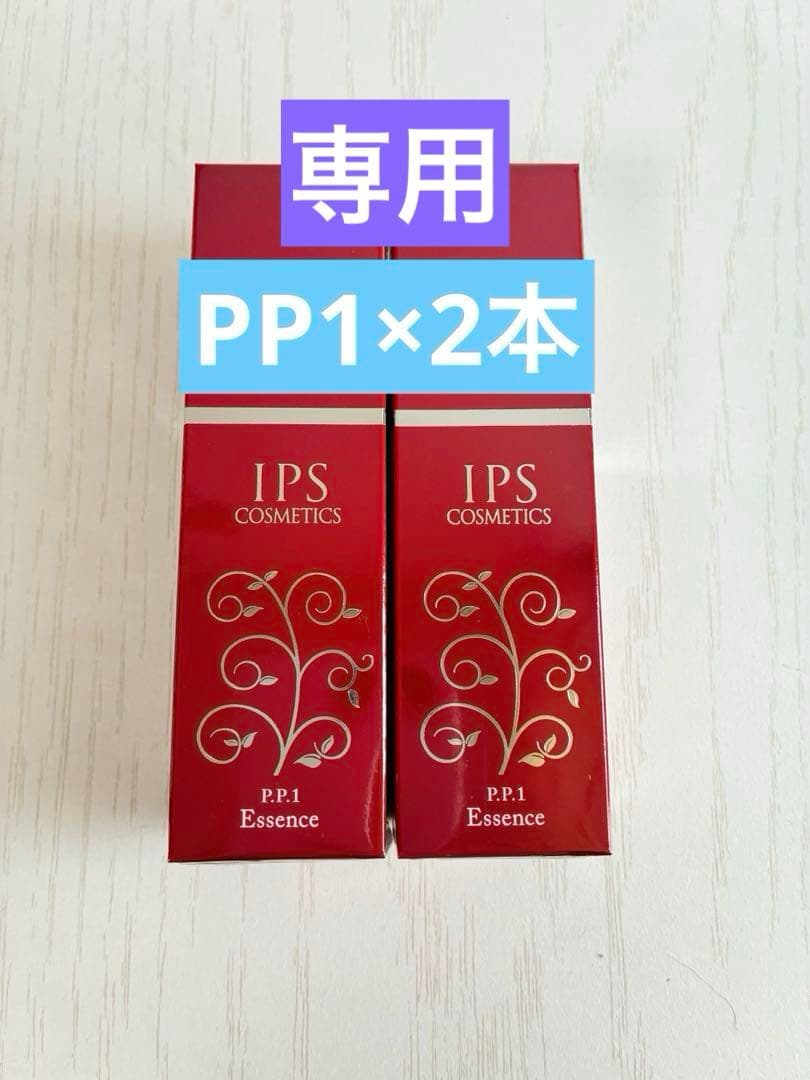 専用
PP1×2本
IPS
COSMETICS
P.P.1
Essence
IPS
COSMETICS
P.P.1
Essence